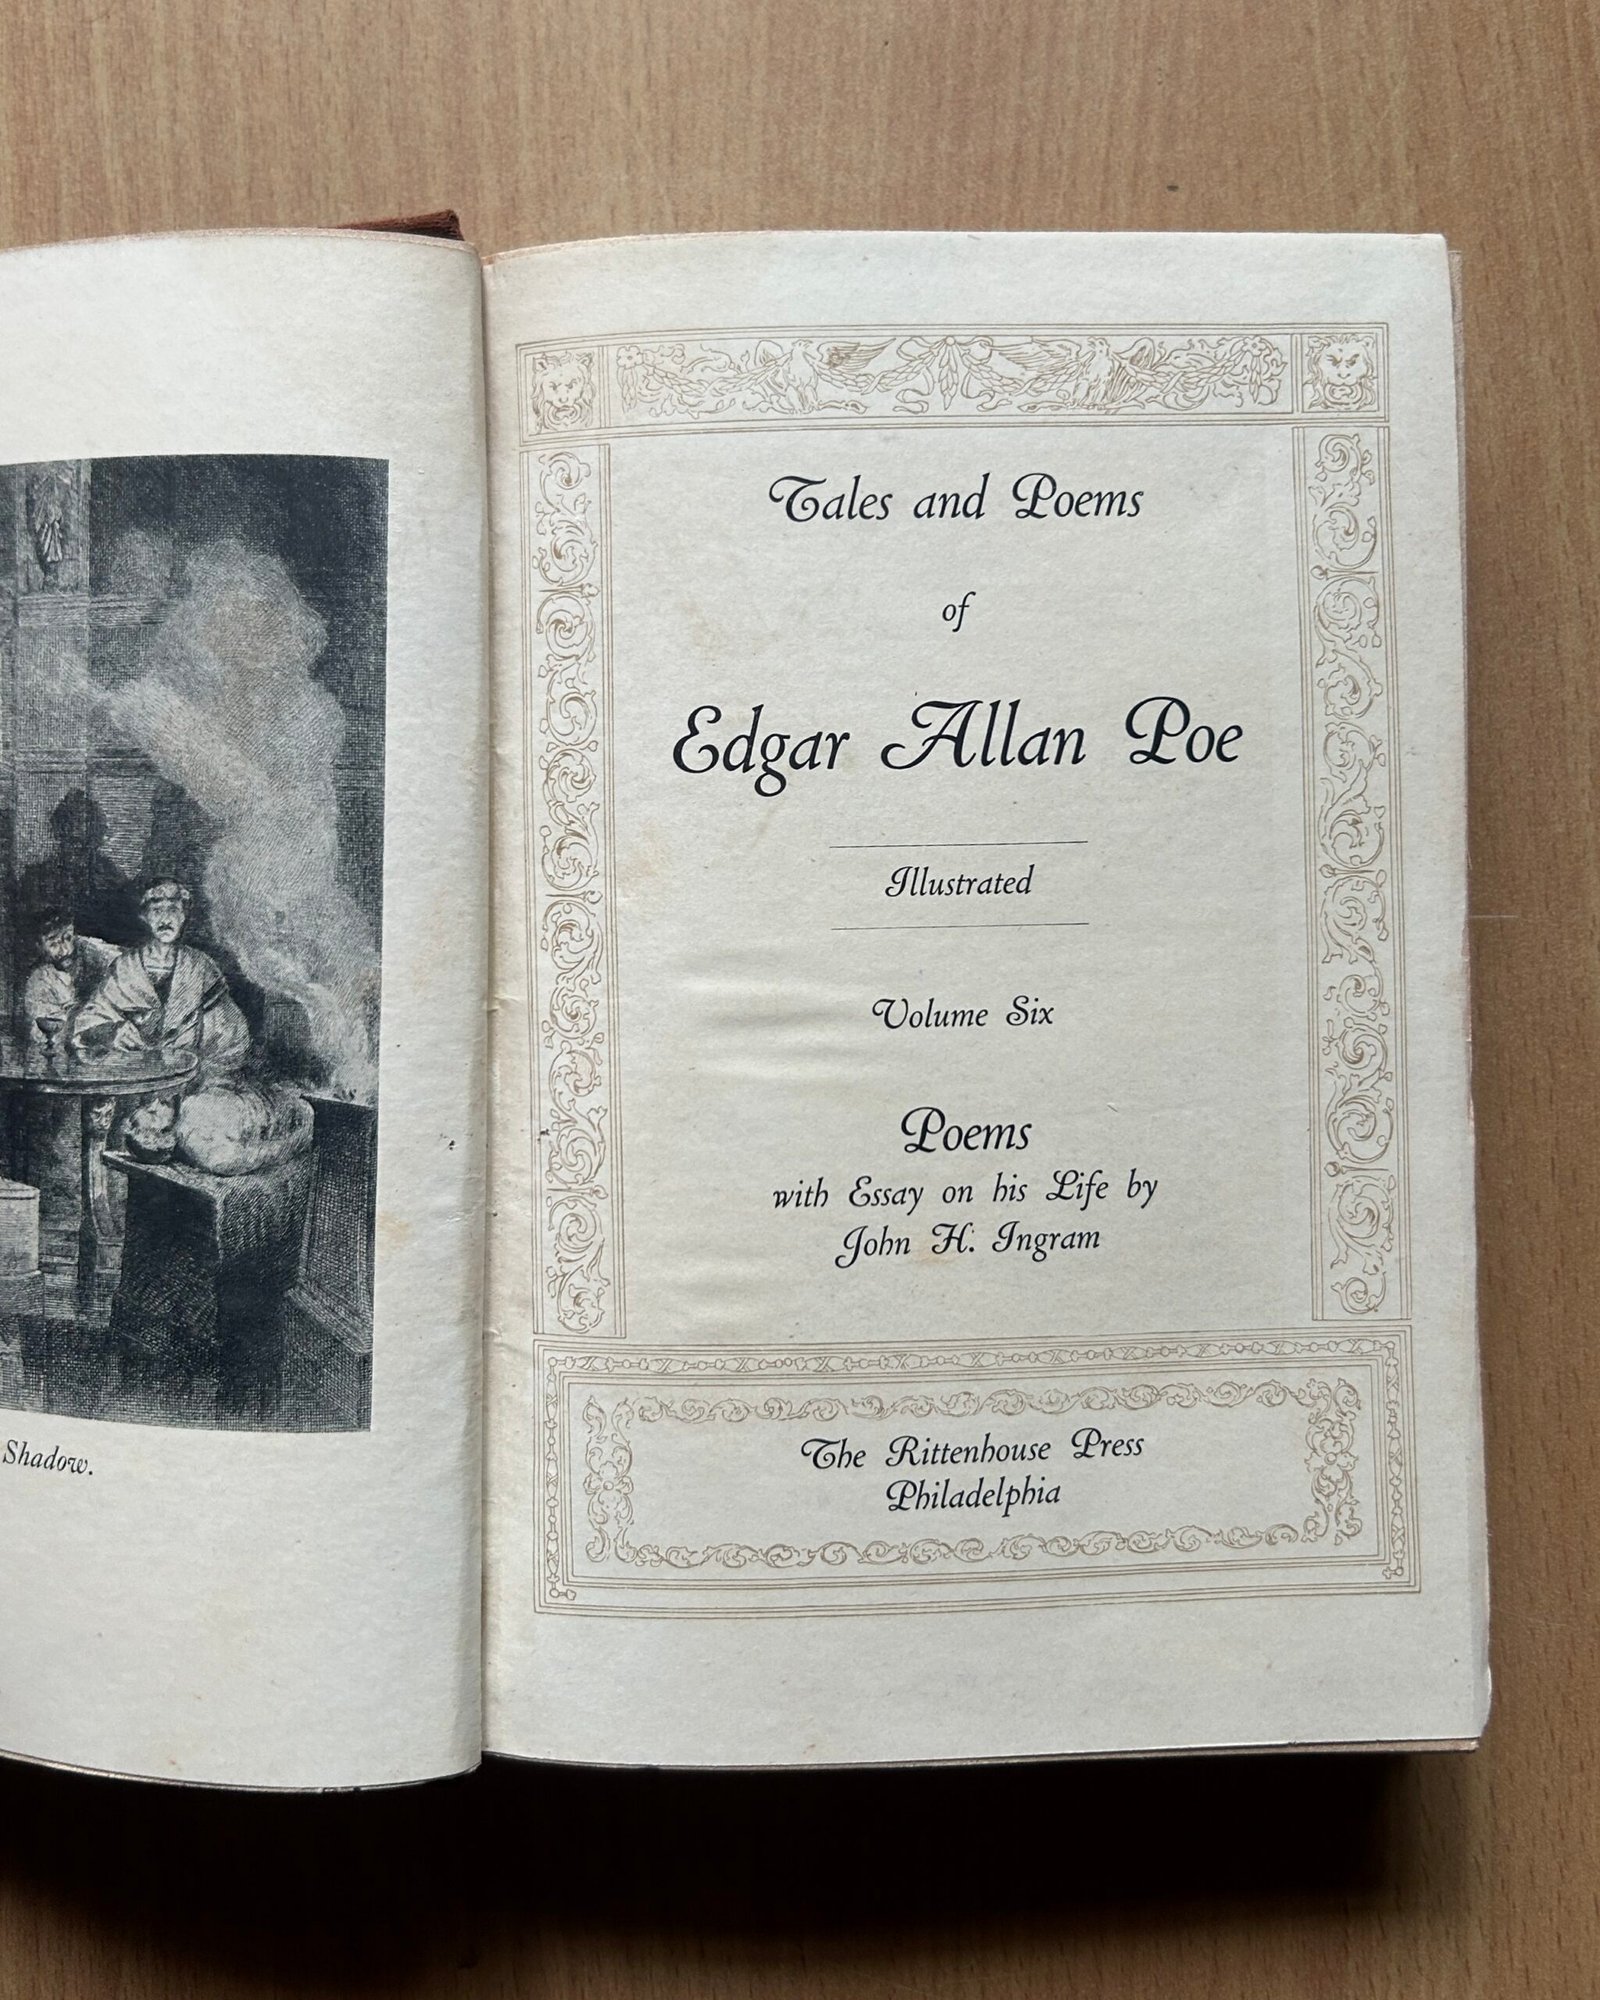 Shadow.
Tales and Poems
of
Edgar Allan Poe
Illustrated
Volume Six
Poems
with Essay on his Life by
John H. Ingram
The Rittenhouse Press
Philadelphia